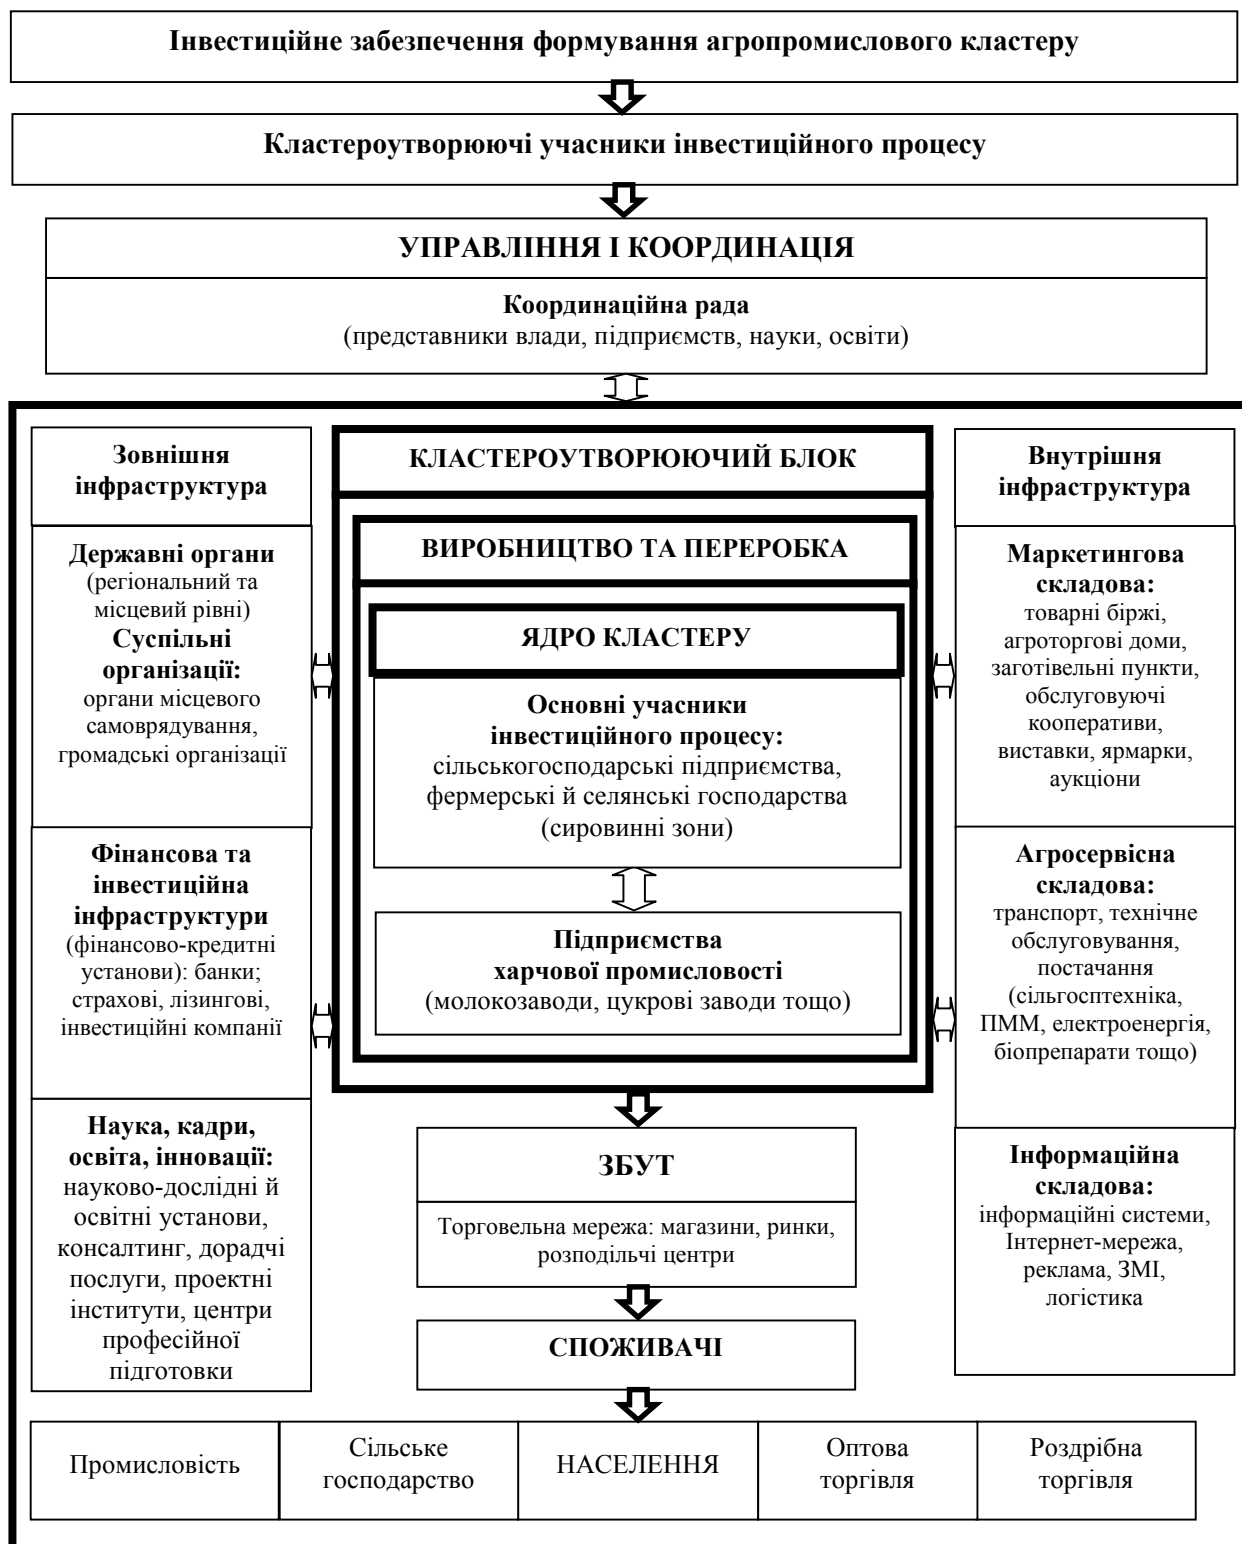 Інвестиційне забезпечення формування агропромислового кластеру
Кластероутворюючі учасники інвестиційного процесу
УПРАВЛІННЯ І КООРДИНАЦІЯ
Координаційна рада
(представники влади, підприємств, науки, освіти)
Зовнішня
інфраструктура
Державні органи
(регіональний та
місцевий рівні)
Суспільні
організації:
органи місцевого
самоврядування,
громадські організації
Фінансова та
інвестиційна
інфраструктури
(фінансово-кредитні
установи): банки;
страхові, лізингові,
інвестиційні компанії
Наука, кадри,
освіта, інновації:
науково-дослідні й
освітні установи,
консалтинг, дорадчі
послуги, проектні
інститути, центри
професійної
підготовки
КЛАСТЕРОУТВОРЮЮЧИЙ БЛОК
ВИРОБНИЦТВО ТА ПЕРЕРОБКА
ЯДРО КЛАСТЕРУ
Основні учасники
інвестиційного процесу:
сільськогосподарські підприємства,
фермерські й селянські господарства
(сировинні зони)
Підприємства
харчової промисловості
(молокозаводи, цукрові заводи тощо)
ЗБУТ
Торговельна мережа: магазини, ринки,
розподільчі центри
СПОЖИВАЧІ
Внутрішня
інфраструктура
Маркетингова
складова:
товарні біржі,
агроторгові доми,
заготівельні пункти,
обслуговуючі
кооперативи,
виставки, ярмарки,
аукціони
Агросервісна
складова:
транспорт, технічне
обслуговування,
постачання
(сільгосптехніка,
ПММ, електроенергія,
біопрепарати тощо)
Інформаційна
складова:
інформаційні системи,
Інтернет-мережа,
реклама, ЗМІ,
логістика
Промисловість
Сільське
господарство
НАСЕЛЕННЯ
Оптова
торгівля
Роздрібна
торгівля